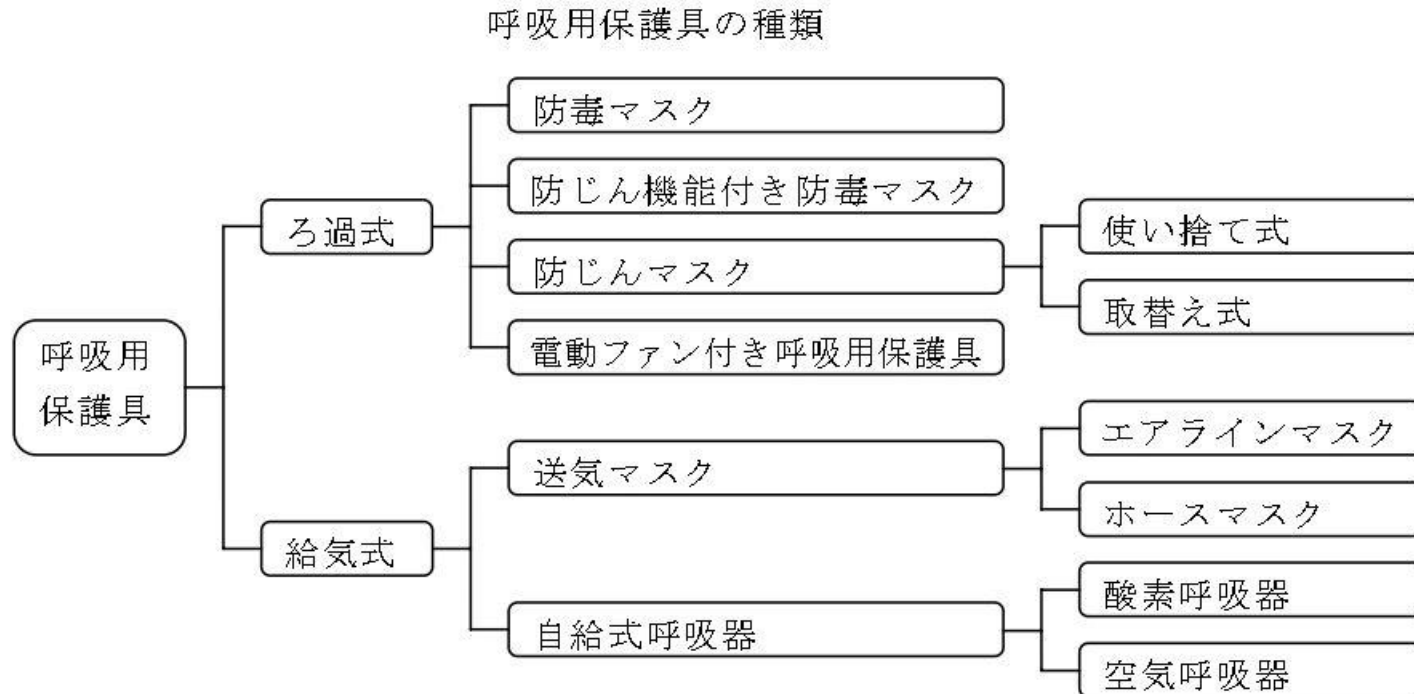 呼吸用保護具の種類
防毒マスク
防じん機能付き防毒マスク
使い捨て式
ろ過式
防じんマスク
取替え式
電動ファン付き呼吸用保護具
呼吸用
保護具
エアラインマスク
送気マスク
ホースマスク
給気式
酸素呼吸器
自給式呼吸器
空気呼吸器